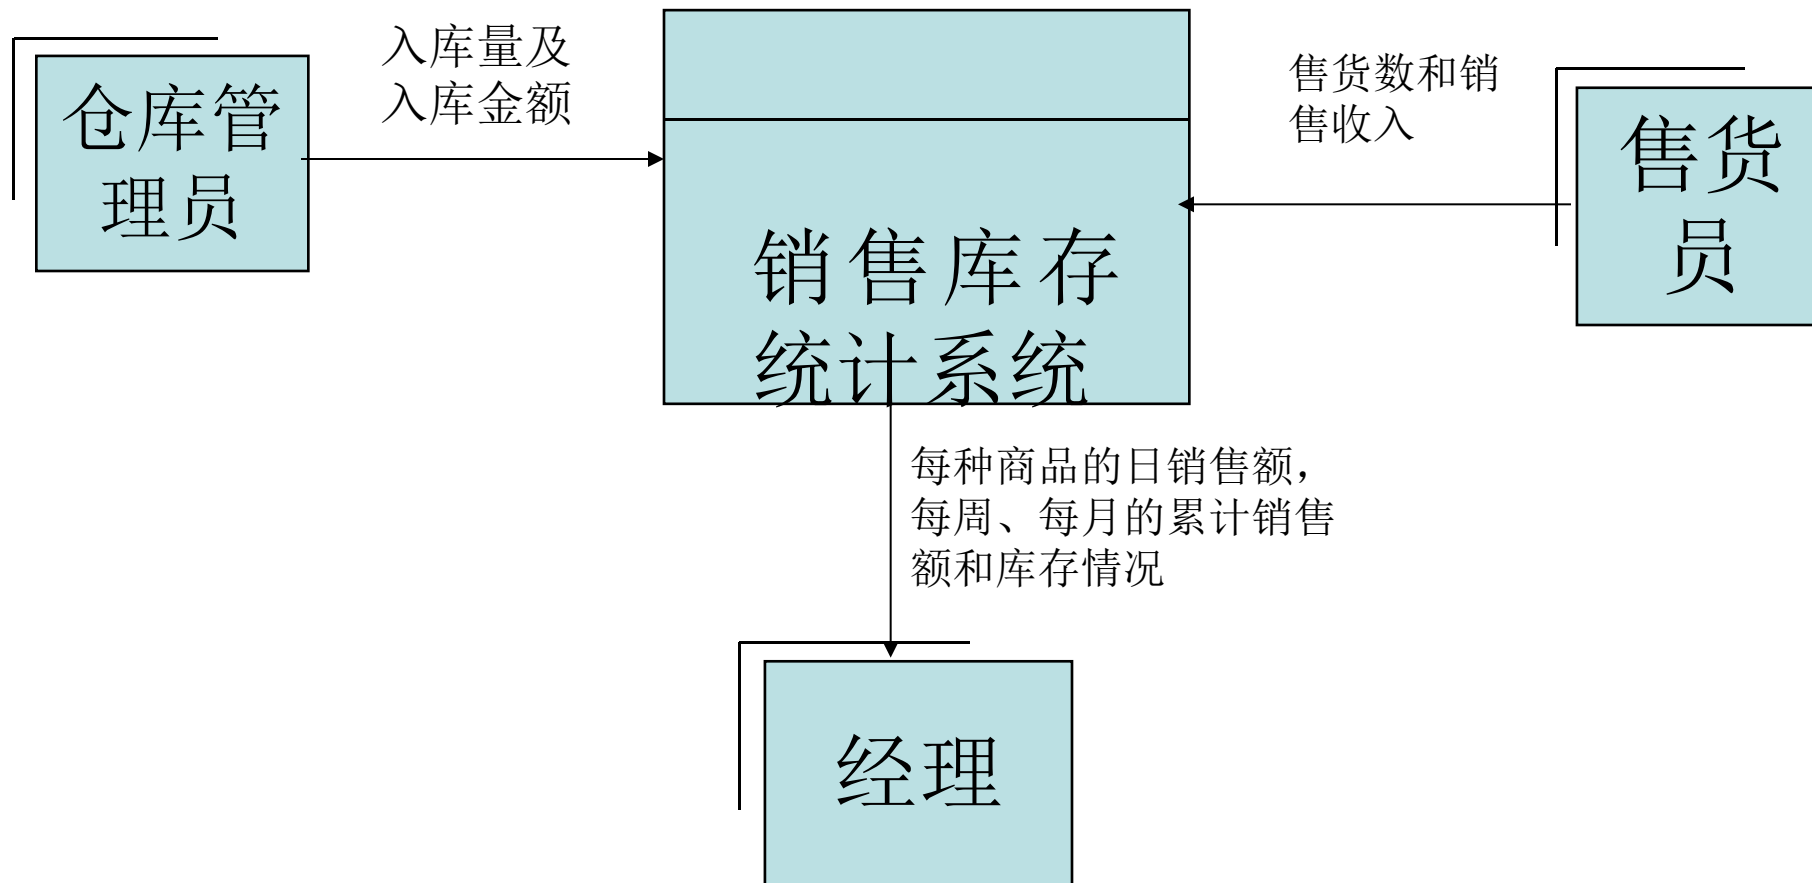 仓库管
理员
入库量及
入库金额
销售库存
统计系统
售货数和销
售收入
售货
员
每种商品的日销售额，
每周、每月的累计销售
额和库存情况
经理